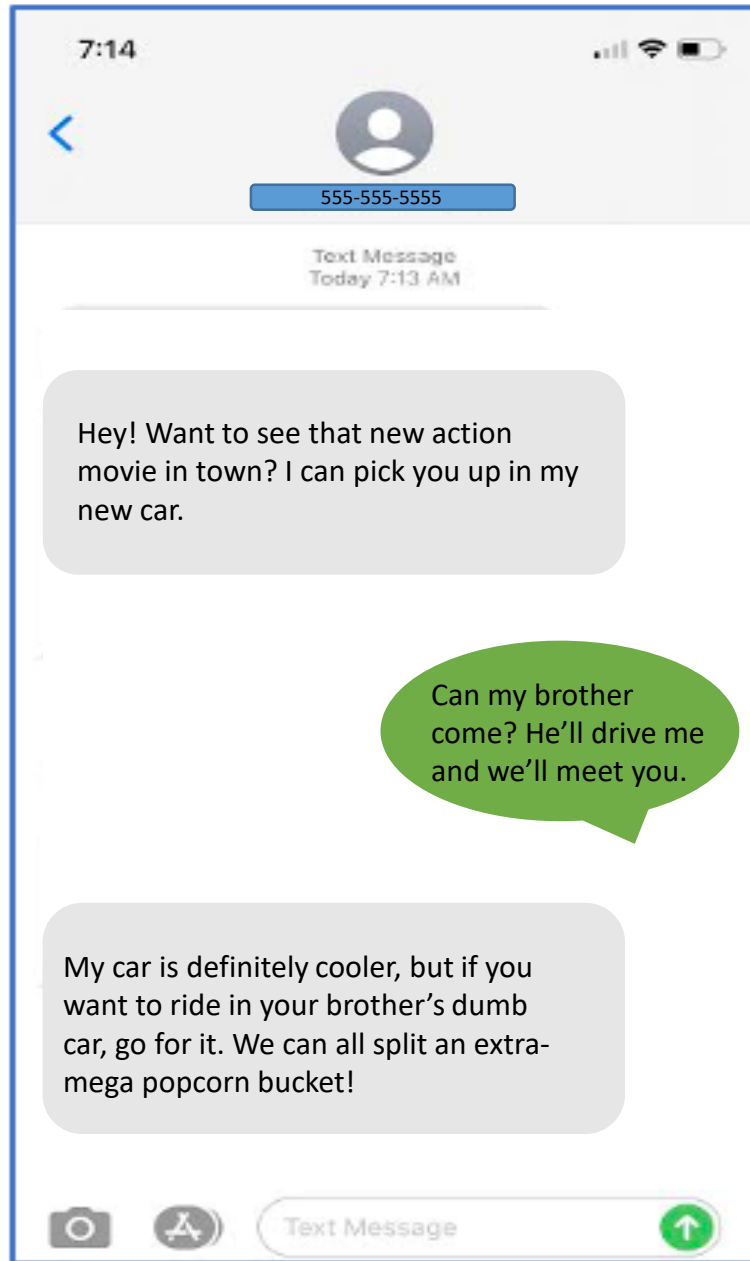 7:14
555-555-5555
Text Message
Today 7:13 AM
Hey! Want to see that new action
movie in town? I can pick you up in my
new car.
Can my brother
come? He’ll drive me
and we’ll meet you.
My car is definitely cooler, but if you
want to ride in your brother’s dumb
car, go for it. We can all split an extra-
mega popcorn bucket!
Text Message